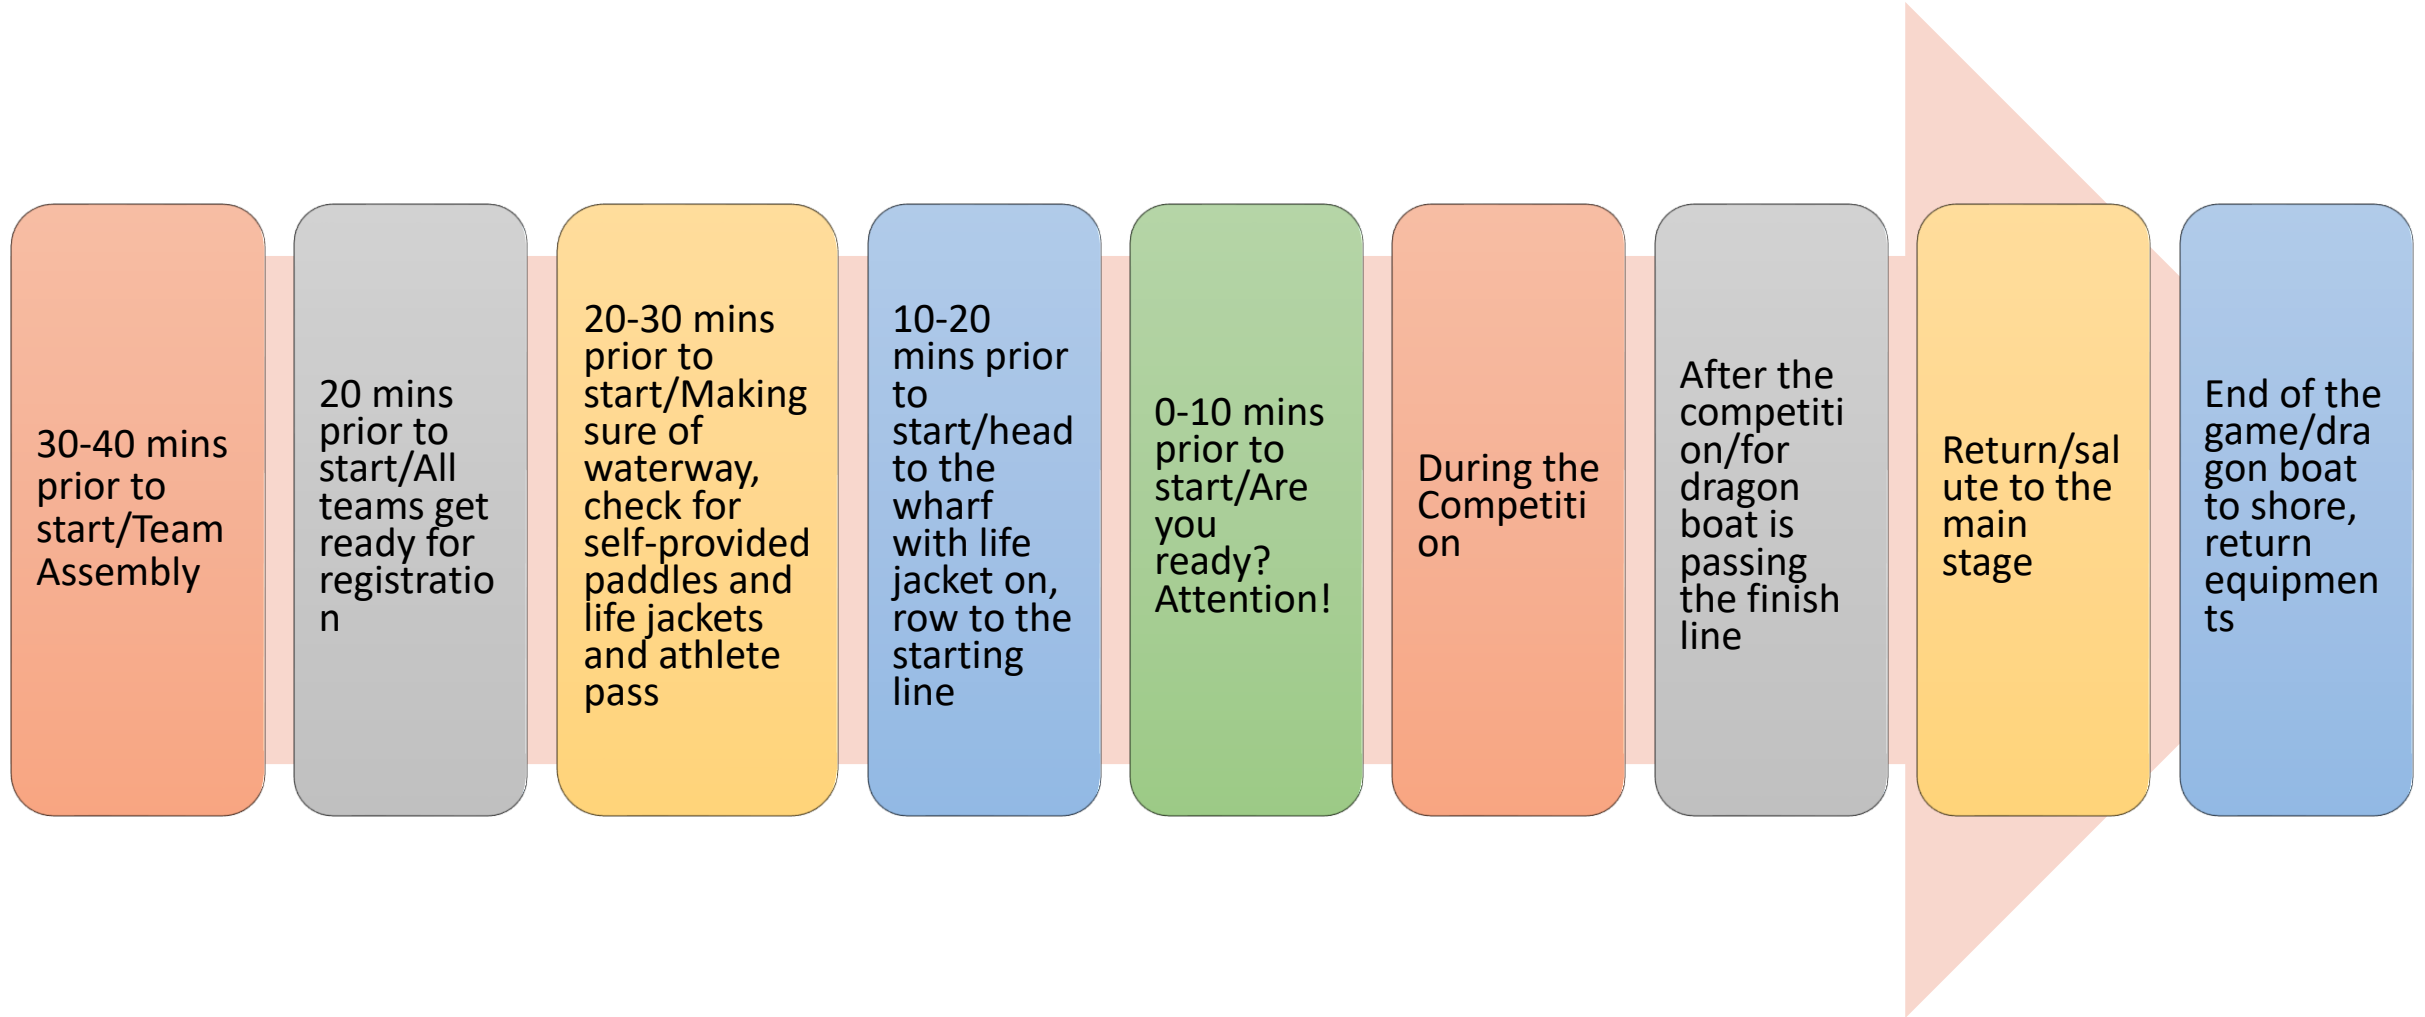 30-40 mins
prior to
start/Team
Assembly
20 mins
prior to
start/All
teams get
ready for
registratio
n
20-30 mins
prior to
start/Making
sure of
waterway,
check for
self-provided
paddles and
life jackets
and athlete
pass
10-20
mins prior
to
start/head
to the
wharf
with life
jacket on,
row to the
starting
line
0-10 mins
prior to
start/Are
you
ready?
Attention!
During the
Competiti
on
After the
competiti
on/for
dragon
boat is
passing
the finish
line
Return/sal
ute to the
main
stage
End of the
game/dra
gon boat
to shore,
return
equipmen
ts